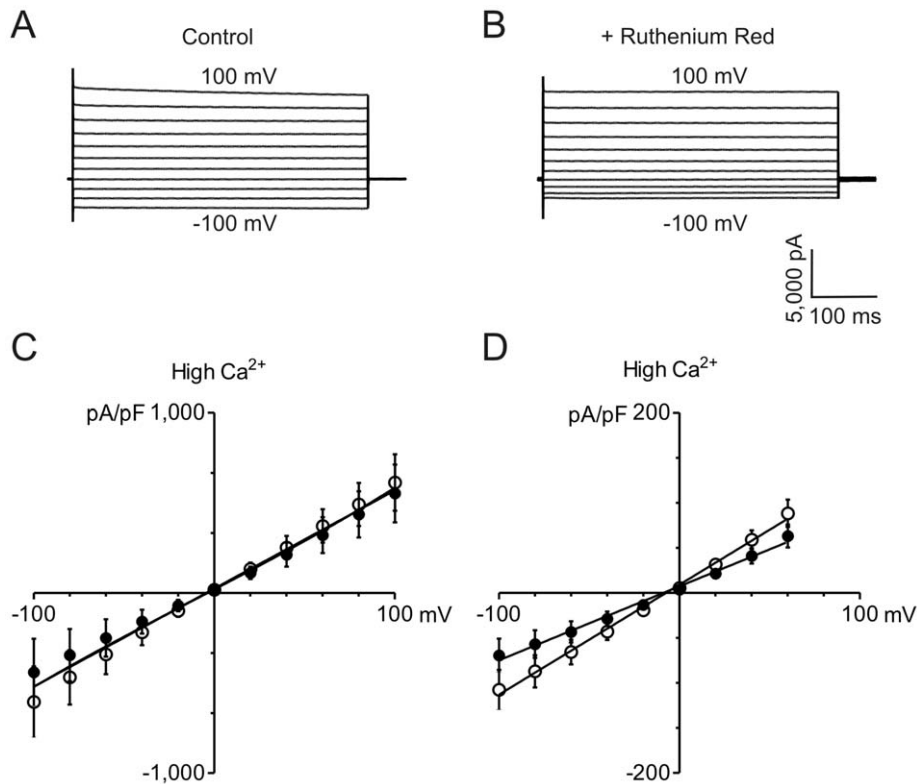 A
Control
100 mV
-100 mV
B
+ Ruthenium Red
100 mV
-100 mV
5,000 pA
100 ms
C
High Ca²⁺
pA/pF 1,000
-100
100 mV
-1,000
D
High Ca²⁺
pA/pF 200
-100
100 mV
-200